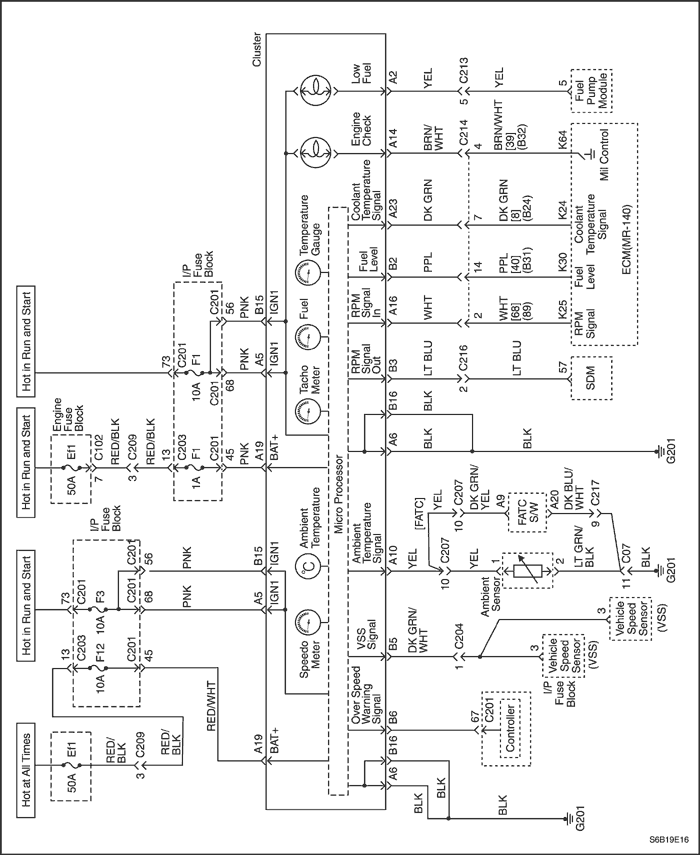 Hot in Run and Start
Hot in Run and Start
Hot in Run and Start
Hot at All Times
Engine
Fuse
Block
Ef1
50A
7
C102
RED/BLK
3
C209
RED/BLK
13
C203
F1
1A
C201
45
PNK
A19
BAT+
I/P
Fuse
Block
73
C201
F1
10A
C201
68
PNK
A5
IGN1
C201
56
PNK
B15
IGN1
I/P
Fuse
Block
73
C201
F3
10A
C201
68
PNK
A5
IGN1
C201
56
PNK
B15
IGN1
13
C203
F12
10A
C201
45
RED/WHT
A19
BAT+
Ef1
50A
RED/
BLK
3
C209
RED/
BLK
Cluster
Speedo
Meter
°C
Ambient
Temperature
Tacho
Meter
Fuel
Temperature
Gauge
Engine
Check
Low
Fuel
Micro Processor
Over Speed
Warning
Signal
VSS
Signal
Ambient
Temperature
Signal
RPM
Signal
Out
RPM
Signal
In
Fuel
Level
Coolant
Temperature
Signal
A6
BLK
B16
BLK
BLK
G201
B6
67
C201
Controller
B5
DK GRN/
WHT
1
C204
3
Vehicle
Speed
Sensor
(VSS)
I/P
Fuse
Block
3
Vehicle
Speed
Sensor
(VSS)
A10
YEL
10
C207
YEL
1
Ambient
Sensor
2
LT GRN/
BLK
11
C07
BLK
G201
[FATC]
YEL
10
C207
DK GRN/
YEL
A9
FATC
S/W
A20
DK BLU/
WHT
9
C217
A6
BLK
B16
BLK
G201
B3
LT BLU
2
C216
LT BLU
57
SDM
A16
WHT
2
WHT
[68]
(89)
K25
RPM
Signal
B2
PPL
14
PPL
[40]
(B31)
K30
Fuel
Level
A23
DK GRN
7
DK GRN
[8]
(B24)
K24
Coolant
Temperature
Signal
A14
BRN/
WHT
C214
4
BRN/WHT
[39]
(B32)
K64
Mil Control
ECM(MR-140)
A2
YEL
5
C213
YEL
5
Fuel
Pump
Module
S6B19E16